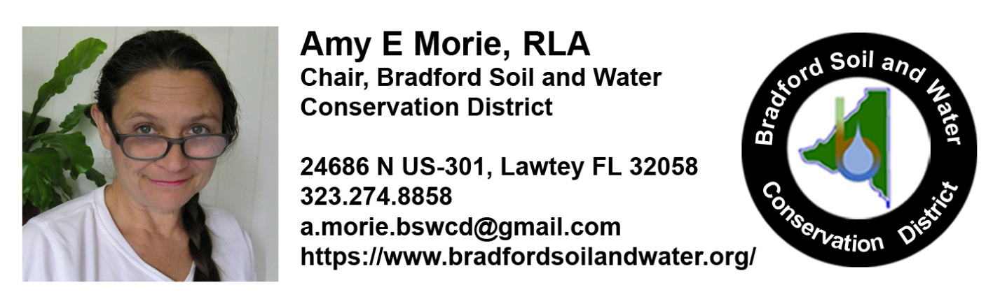 Amy E Morie, RLA
Chair, Bradford Soil and Water
Conservation District
24686 N US-301, Lawtey FL 32058
323.274.8858
a.morie.bswcd@gmail.com
https://www.bradfordsoilandwater.org/
Bradford Soil and Water
b
Conservation District